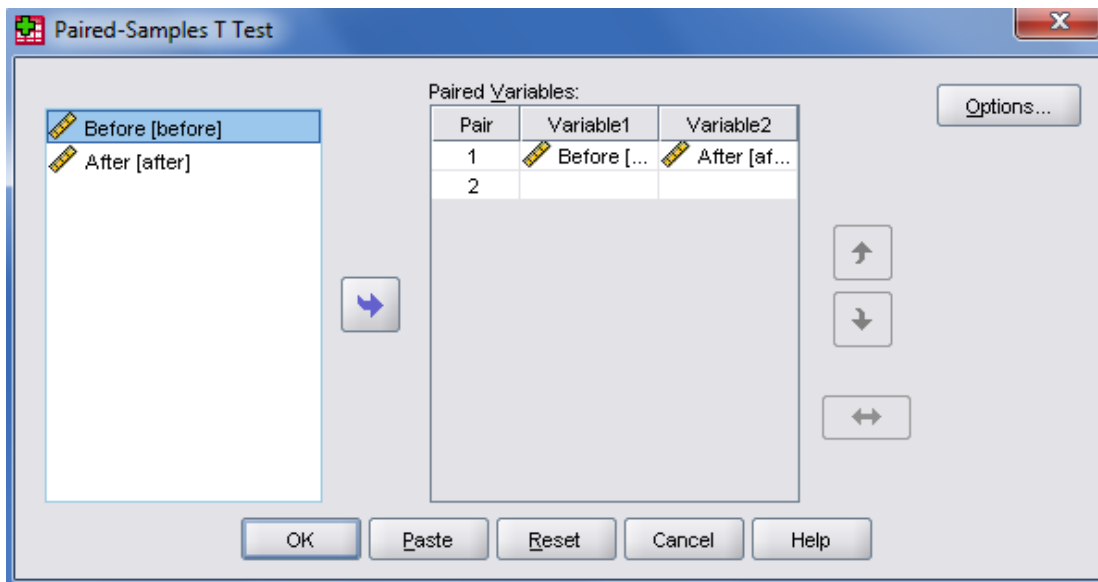 Paired-Samples T Test
X
Before [before]
After [after]
Paired Variables:
Pair Variable1 Variable2
1 Before [... After [af...
2
Options...
OK Paste Reset Cancel Help